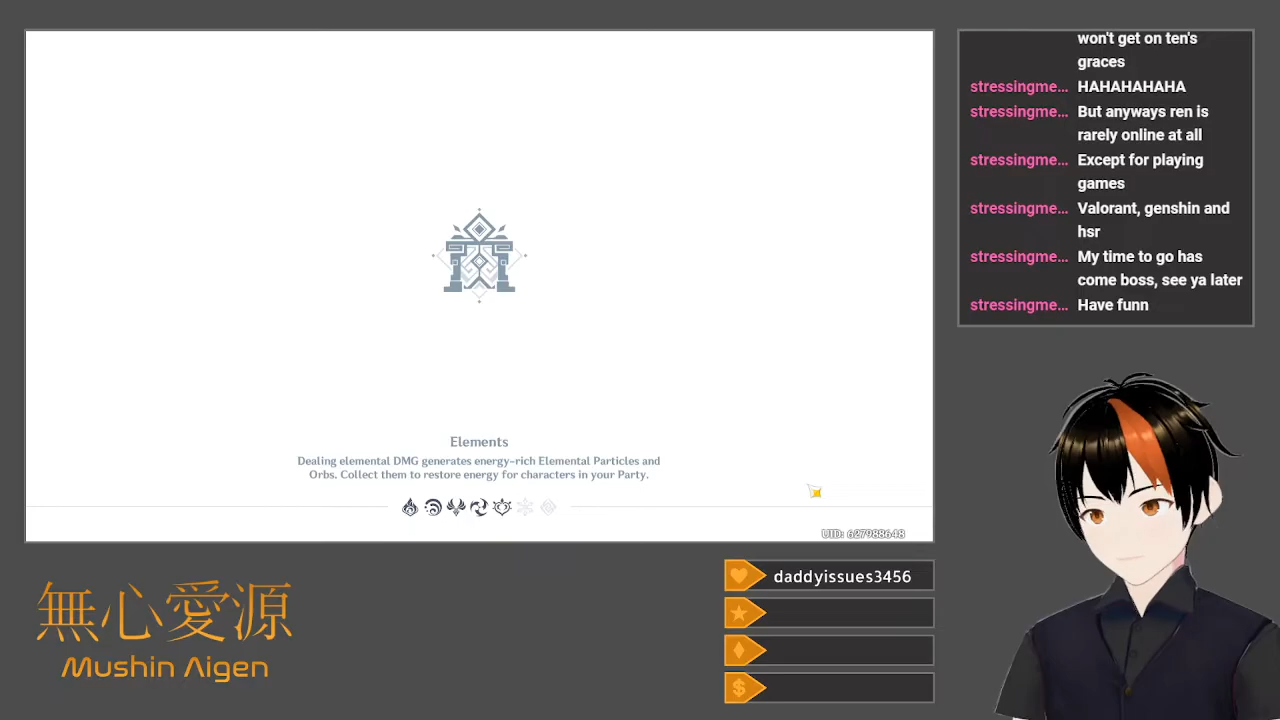 Elements
Dealing elemental DMG generates energy-rich Elemental Particles and
Orbs. Collect them to restore energy for characters in your Party.
UID: 627988648
won't get on ten's
graces
stressingme... HAHAHAHAHA
stressingme... But anyways ren is
rarely online at all
stressingme... Except for playing
games
stressingme... Valorant, genshin and
hsr
stressingme... My time to go has
come boss, see ya later
stressingme... Have funn
無心愛源
Mushin Aigen
daddyissues3456
$